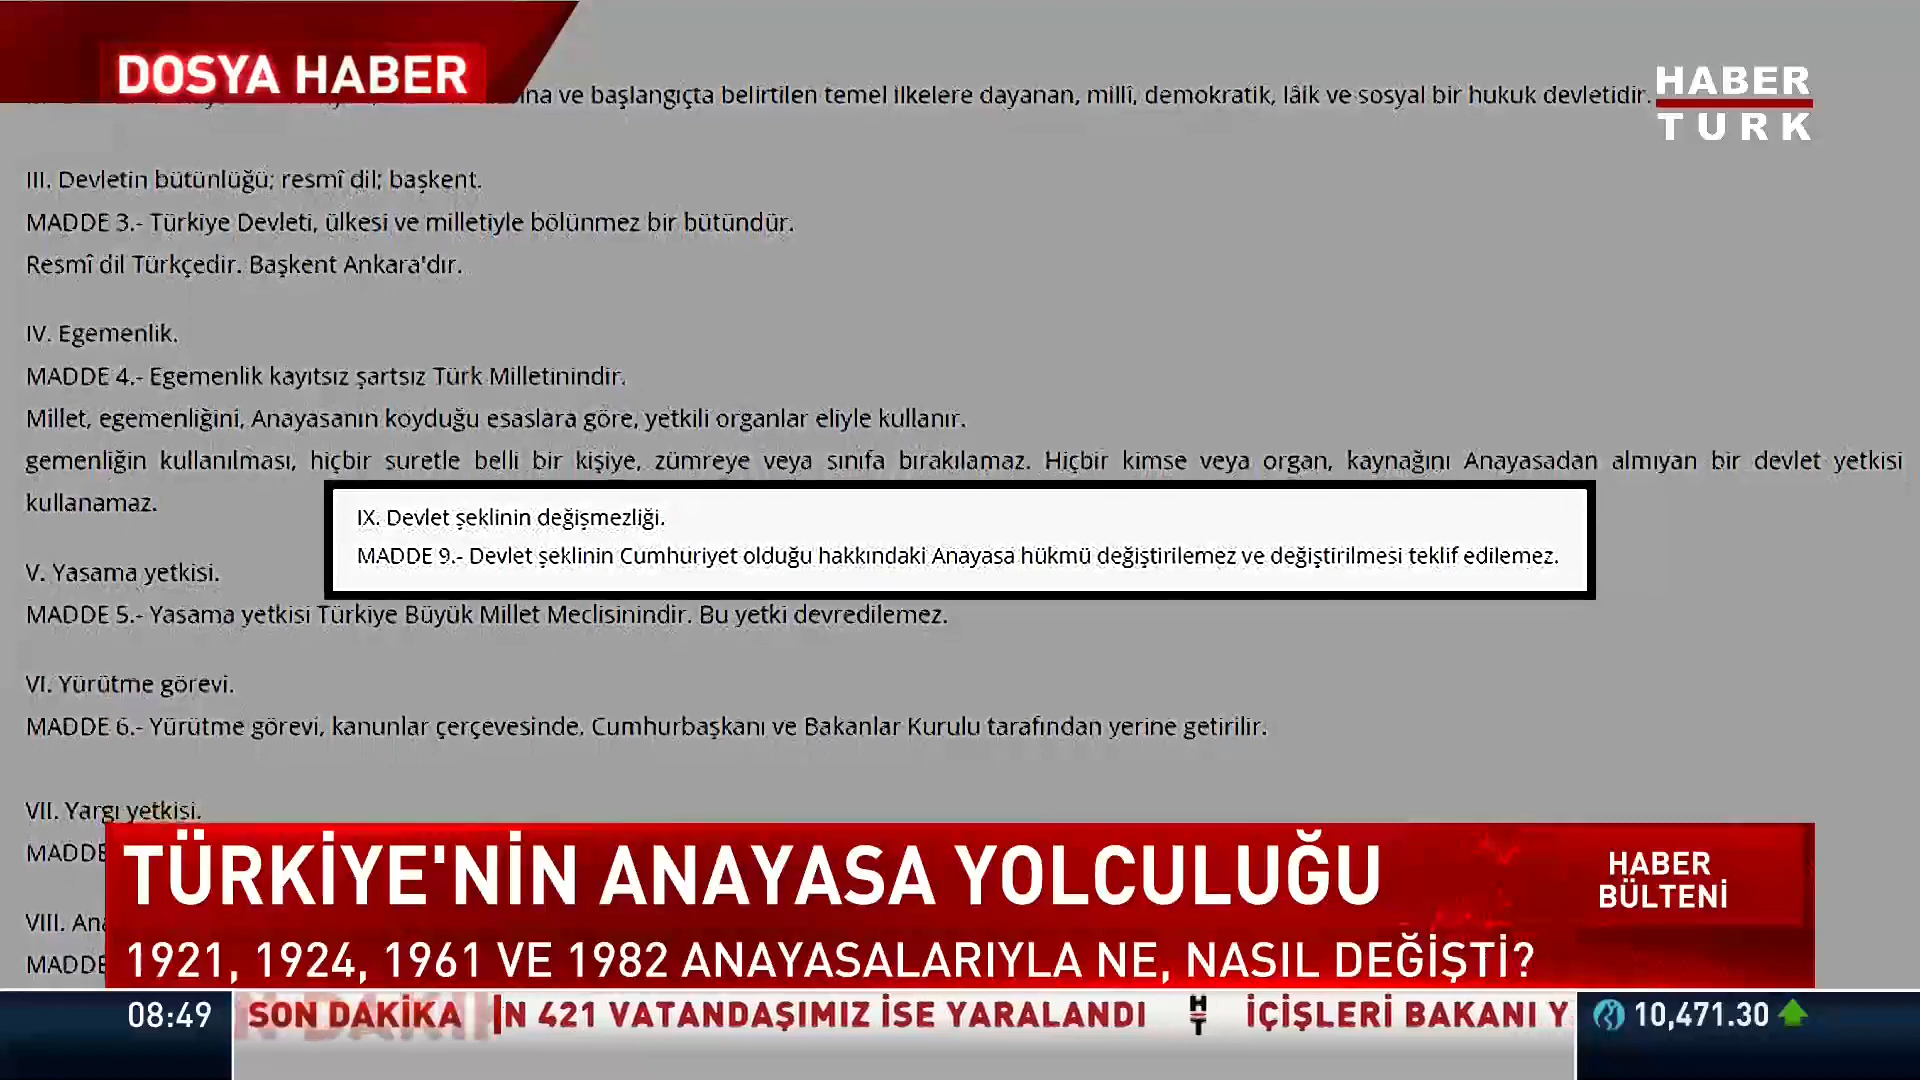 DOSYA HABER
ve başlangıçta belirtilen temel ilkelere dayanan, millî, demokratik, lâik ve sosyal bir hukuk devletidir.
HABER
TURK
III. Devletin bütünlüğü; resmî dil; başkent.
MADDE 3.- Türkiye Devleti, ülkesi ve milletiyle bölünmez bir bütündür.
Resmî dil Türkçedir. Başkent Ankara'dır.
IV. Egemenlik.
MADDE 4.- Egemenlik kayıtsız şartsız Türk Milletinindir.
Millet, egemenliğini, Anayasanın koyduğu esaslara göre, yetkili organlar eliyle kullanır.
gemenliğin kullanılması, hiçbir suretle belli bir kişiye, zümreye veya sınıfa bırakılamaz. Hiçbir kimse veya organ, kaynağını Anayasadan almıyan bir devlet yetkisi
kullanamaz.
IX. Devlet şeklinin değişmezliği.
MADDE 9.- Devlet şeklinin Cumhuriyet olduğu hakkındaki Anayasa hükmü değiştirilemez ve değiştirilmesi teklif edilemez.
V. Yasama yetkisi.
MADDE 5.- Yasama yetkisi Türkiye Büyük Millet Meclisinindir. Bu yetki devredilemez.
VI. Yürütme görevi.
MADDE 6.- Yürütme görevi, kanunlar çerçevesinde, Cumhurbaşkanı ve Bakanlar Kurulu tarafından yerine getirilir.
VII. Yargı yetkisi.
MADDE
VIII. Ana
MADDE
TÜRKİYE'NİN ANAYASA YOLCULUĞU
1921, 1924, 1961 VE 1982 ANAYASALARIYLA NE, NASIL DEĞİŞTİ?
HABER
BÜLTENİ
08:49
SON DAKİKA
N 421 VATANDAŞIMIZ İSE YARALANDI
HT
İÇİŞLERİ BAKANI Y
10,471.30